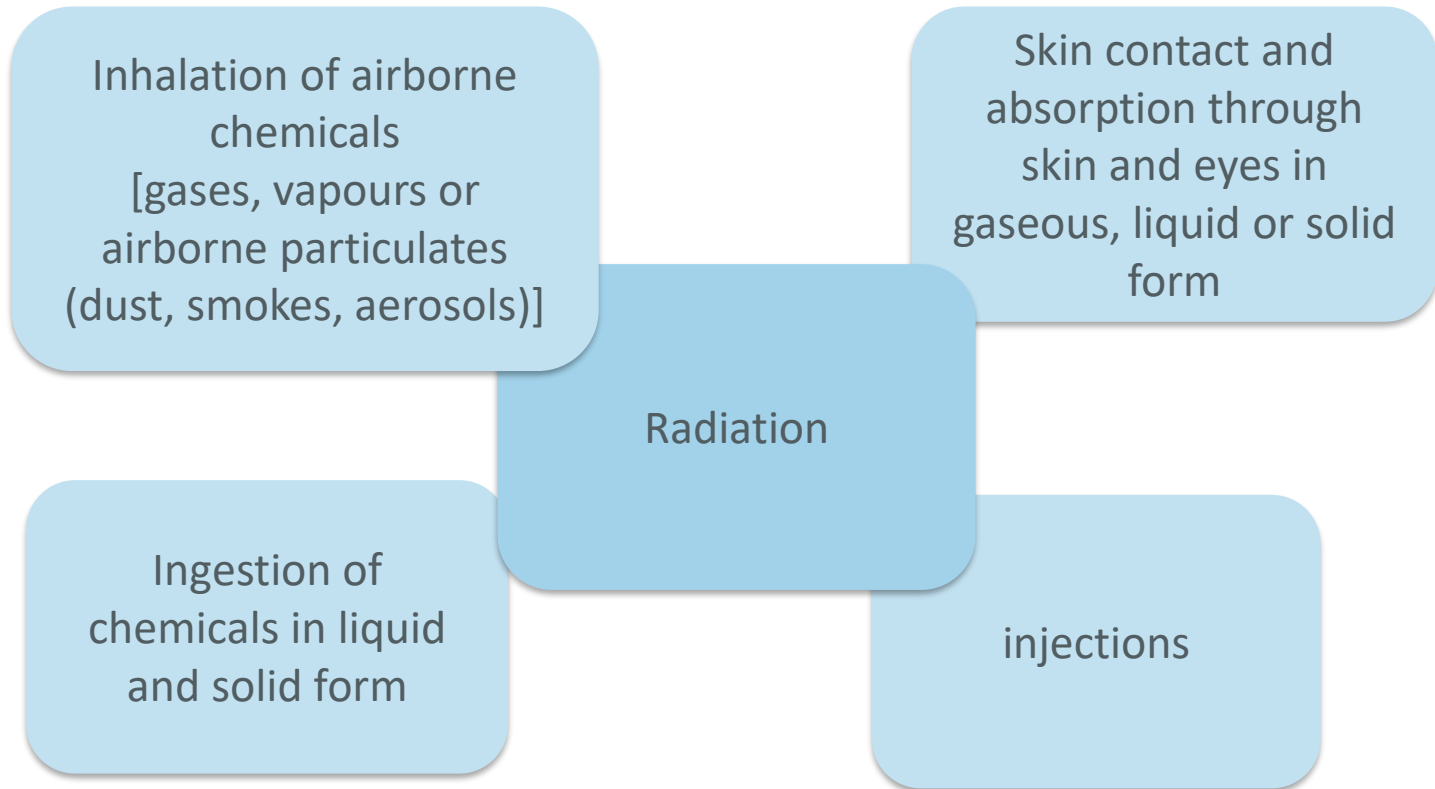 Inhalation of airborne
chemicals
[gases, vapours or
airborne particulates
(dust, smokes, aerosols)]
Skin contact and
absorption through
skin and eyes in
gaseous, liquid or solid
form
Radiation
Ingestion of
chemicals in liquid
and solid form
injections